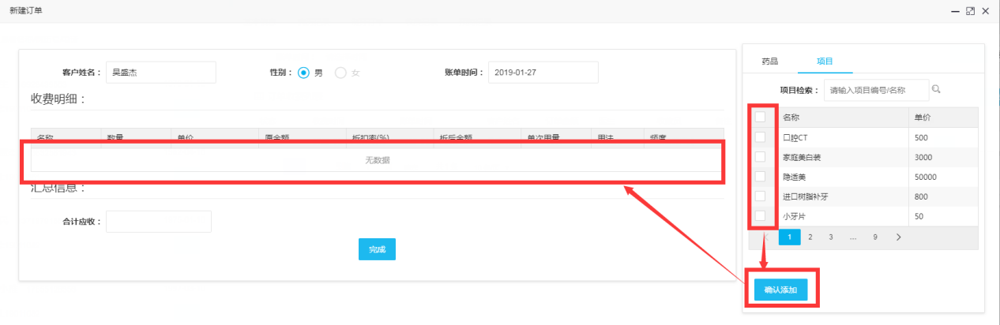 新建订单
客户姓名： 吴盛杰 性别： 男 女 账单时间： 2019-01-27
收费明细：
名称 数量 单价 原金额 折扣率(%) 折后金额 单次用量 用法 频度
无数据
汇总信息：
合计应收：
完成
药品 项目
项目检索： 请输入项目编号/名称
名称 单价
口腔CT 500
家庭美白装 3000
隐适美 50000
进口树脂补牙 800
小牙片 50
1 2 3 ... 9
确认添加